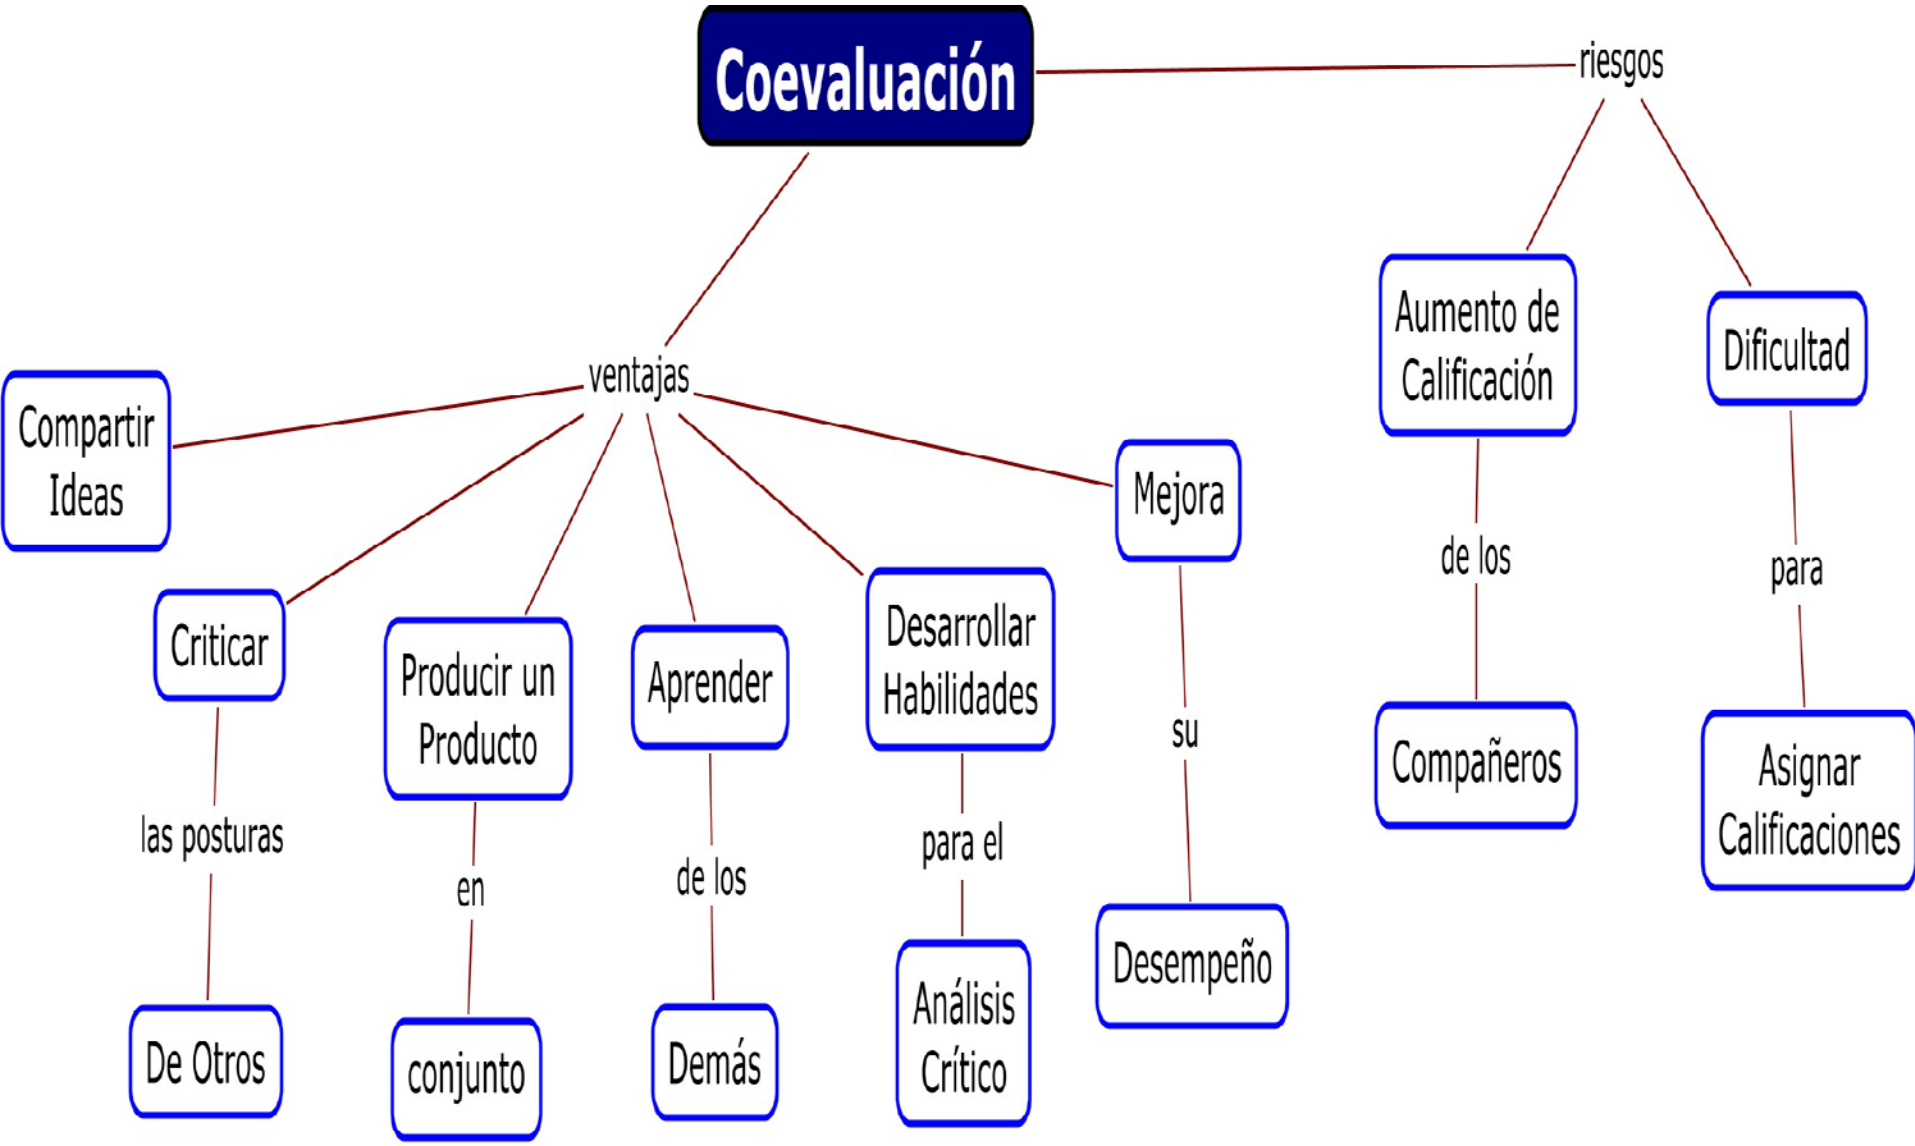 Coevaluación
riesgos
ventajas
Compartir
Ideas
Criticar
las posturas
De Otros
Producir un
Producto
en
conjunto
Aprender
de los
Demás
Desarrollar
Habilidades
para el
Análisis
Crítico
Mejora
su
Desempeño
Aumento de
Calificación
de los
Compañeros
Dificultad
para
Asignar
Calificaciones